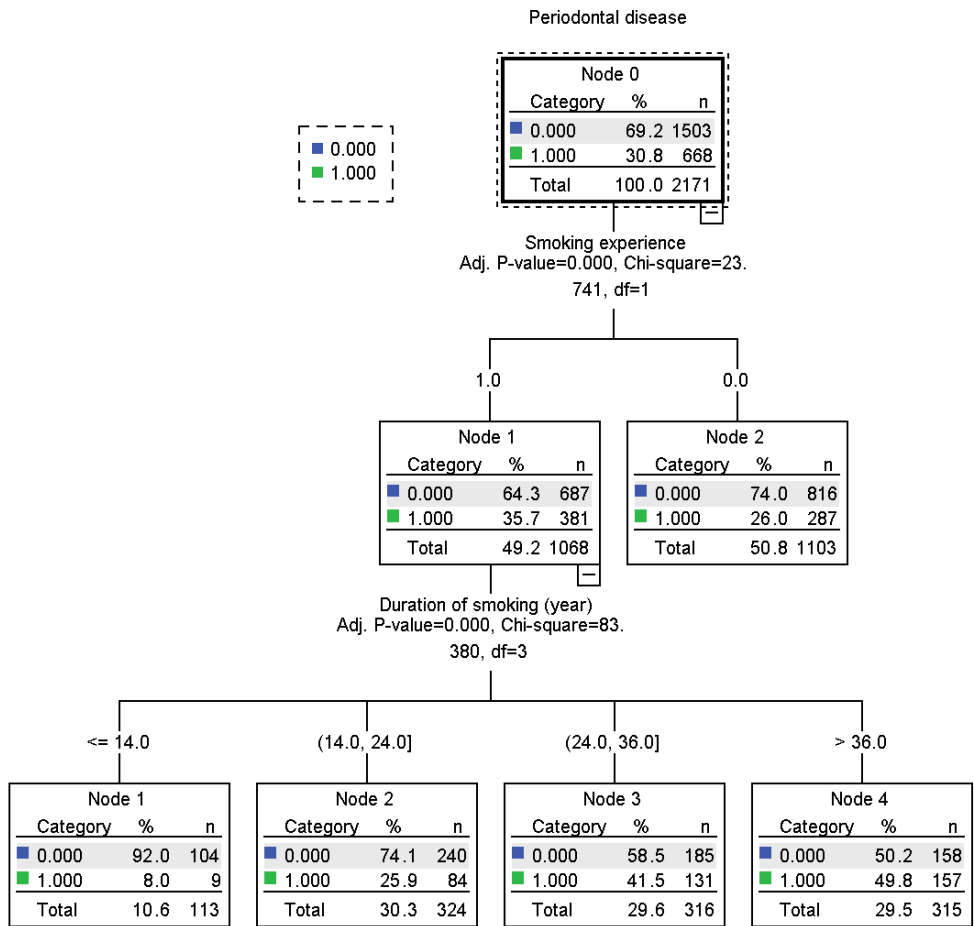 Periodontal disease
Node 0
Category % n
0.000 69.2 1503
1.000 30.8 668
Total 100.0 2171
0.000
1.000
Smoking experience
Adj. P-value=0.000, Chi-square=23.
741, df=1
1.0
0.0
Node 1
Category % n
0.000 64.3 687
1.000 35.7 381
Total 49.2 1068
Node 2
Category % n
0.000 74.0 816
1.000 26.0 287
Total 50.8 1103
Duration of smoking (year)
Adj. P-value=0.000, Chi-square=83.
380, df=3
<= 14.0
(14.0, 24.0]
(24.0, 36.0]
> 36.0
Node 1
Category % n
0.000 92.0 104
1.000 8.0 9
Total 10.6 113
Node 2
Category % n
0.000 74.1 240
1.000 25.9 84
Total 30.3 324
Node 3
Category % n
0.000 58.5 185
1.000 41.5 131
Total 29.6 316
Node 4
Category % n
0.000 50.2 158
1.000 49.8 157
Total 29.5 315